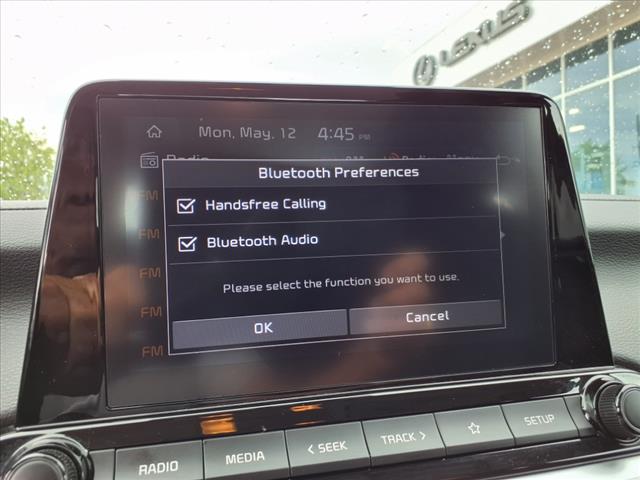 LEXUS
Mon, May. 12 4:45 PM
Radio
Bluetooth Preferences
FM
Handsfree Calling
FM
Bluetooth Audio
FM
Please select the function you want to use.
FM
OK Cancel
FM
RADIO MEDIA < SEEK TRACK > SETUP